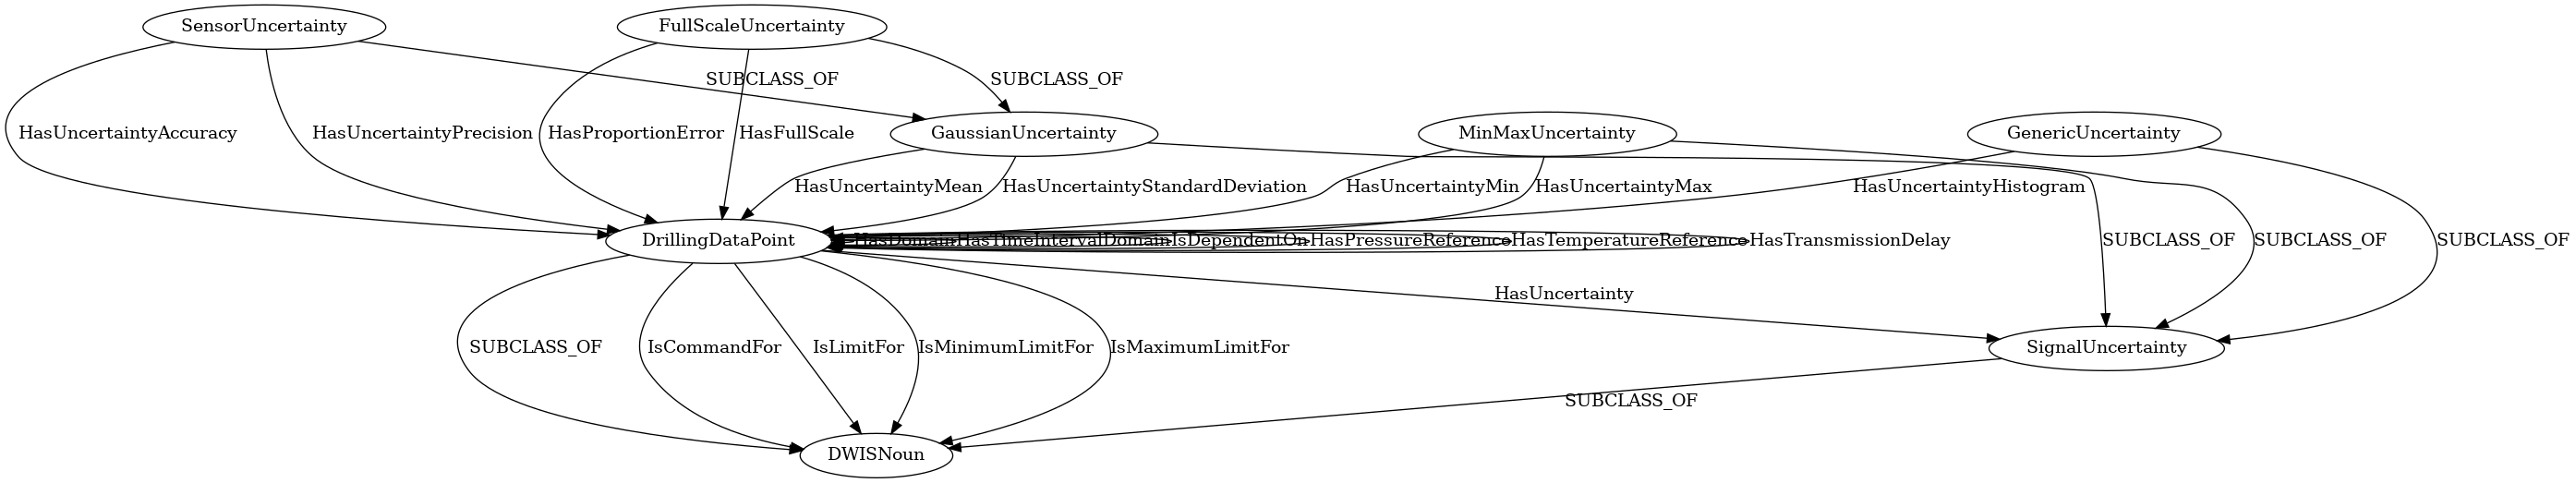 SensorUncertainty
FullScaleUncertainty
SUBCLASS_OF
SUBCLASS_OF
HasUncertaintyAccuracy
HasUncertaintyPrecision
HasProportionError
HasFullScale
GaussianUncertainty
MinMaxUncertainty
GenericUncertainty
HasUncertaintyMean
HasUncertaintyStandardDeviation
HasUncertaintyMin
HasUncertaintyMax
HasUncertaintyHistogram
DrillingDataPoint
HasDomain
HasTimeIntervalDomain
IsDependentOn
HasPressureReference
HasTemperatureReference
HasTransmissionDelay
SUBCLASS_OF
SUBCLASS_OF
SUBCLASS_OF
HasUncertainty
SUBCLASS_OF
IsCommandFor
IsLimitFor
IsMinimumLimitFor
IsMaximumLimitFor
SignalUncertainty
SUBCLASS_OF
DWISNoun